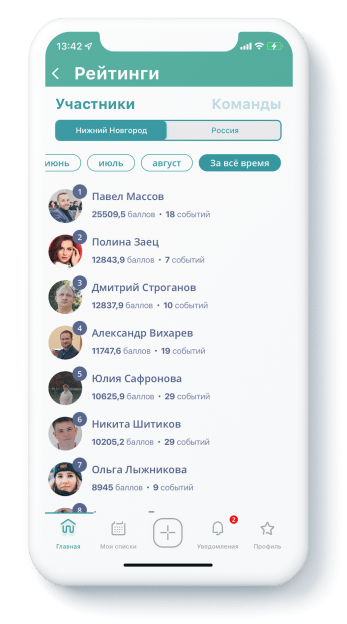 13:42
Рейтинги
Участники Команды
Нижний Новгород Россия
июнь июль август За всё время
1
Павел Массов
25509,5 баллов • 18 событий
2
Полина Заец
12843,9 баллов • 7 событий
3
Дмитрий Строганов
12837,9 баллов • 10 событий
4
Александр Вихарев
11747,6 баллов • 19 событий
5
Юлия Сафронова
10625,9 баллов • 29 событий
6
Никита Шитиков
10205,2 баллов • 29 событий
7
Ольга Лыжникова
8945 баллов • 9 событий
8
2
Главная Мои списки Уведомления Профиль